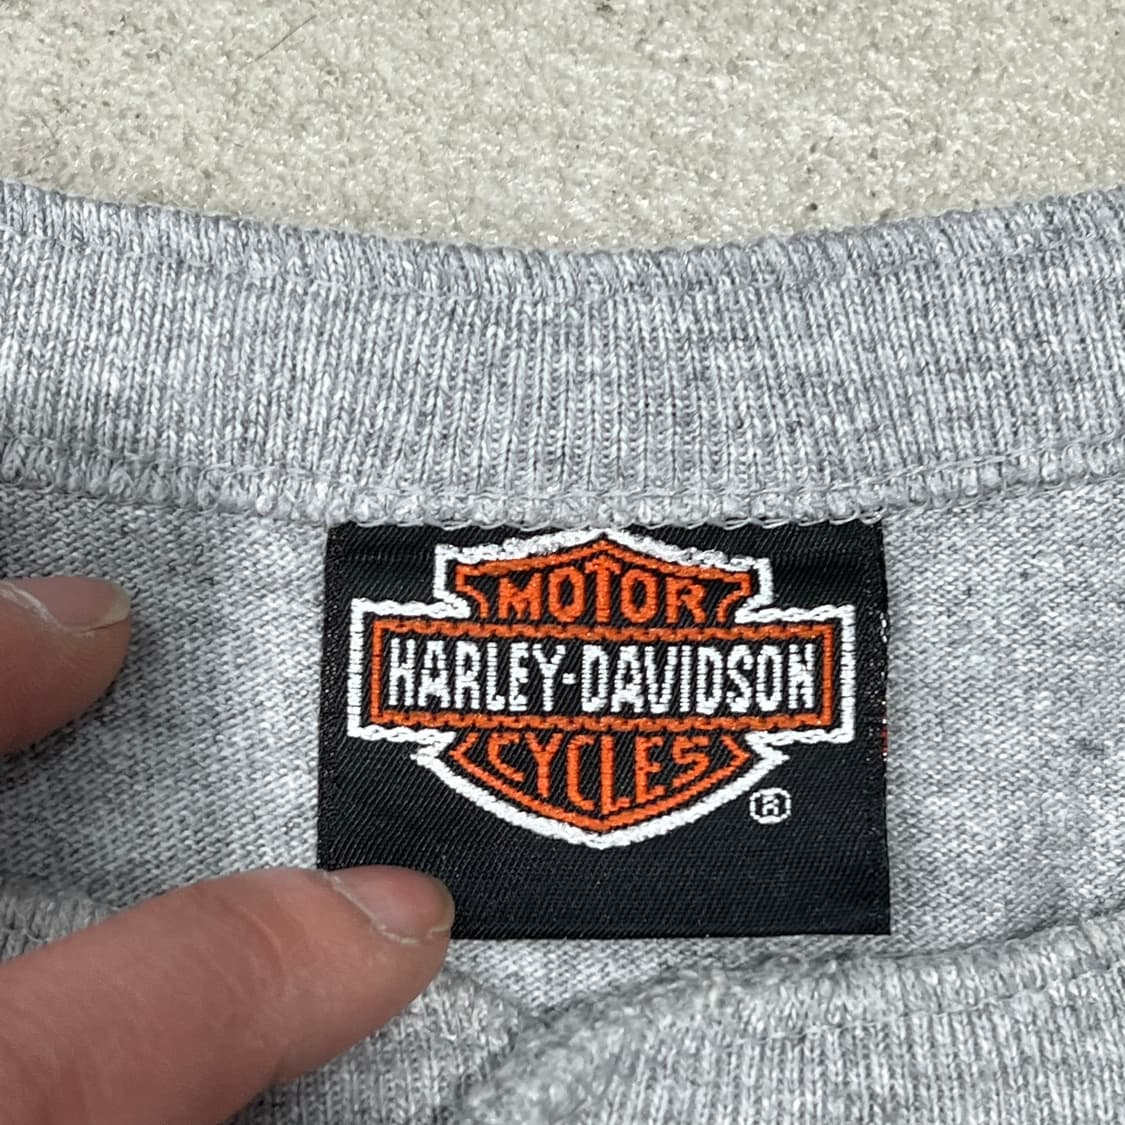 MOTOR
HARLEY-DAVIDSON
CYCLES
®